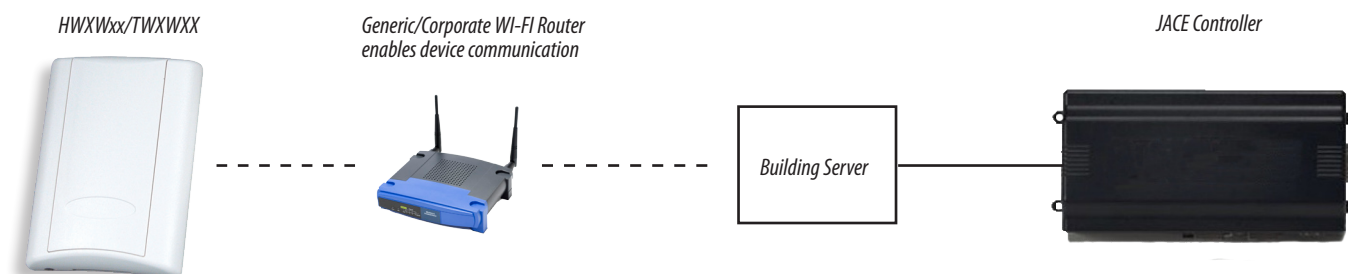 HWXWxx/TWXWXX
Generic/Corporate WI-FI Router
enables device communication
JACE Controller
Building Server